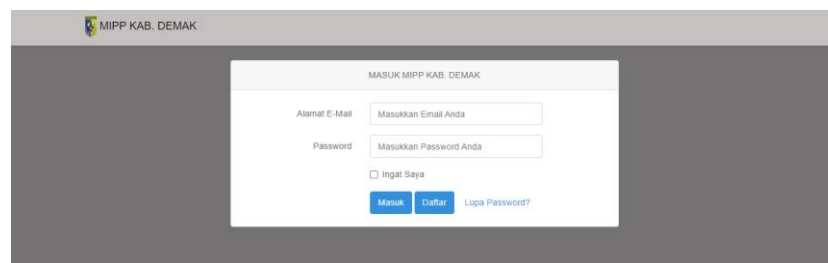 MIPP KAB. DEMAK
MASUK MIPP KAB. DEMAK
Alamat E-Mail
Masukkan Email Anda
Password
Masukkan Password Anda
Ingat Saya
Masuk Daftar Lupa Password?